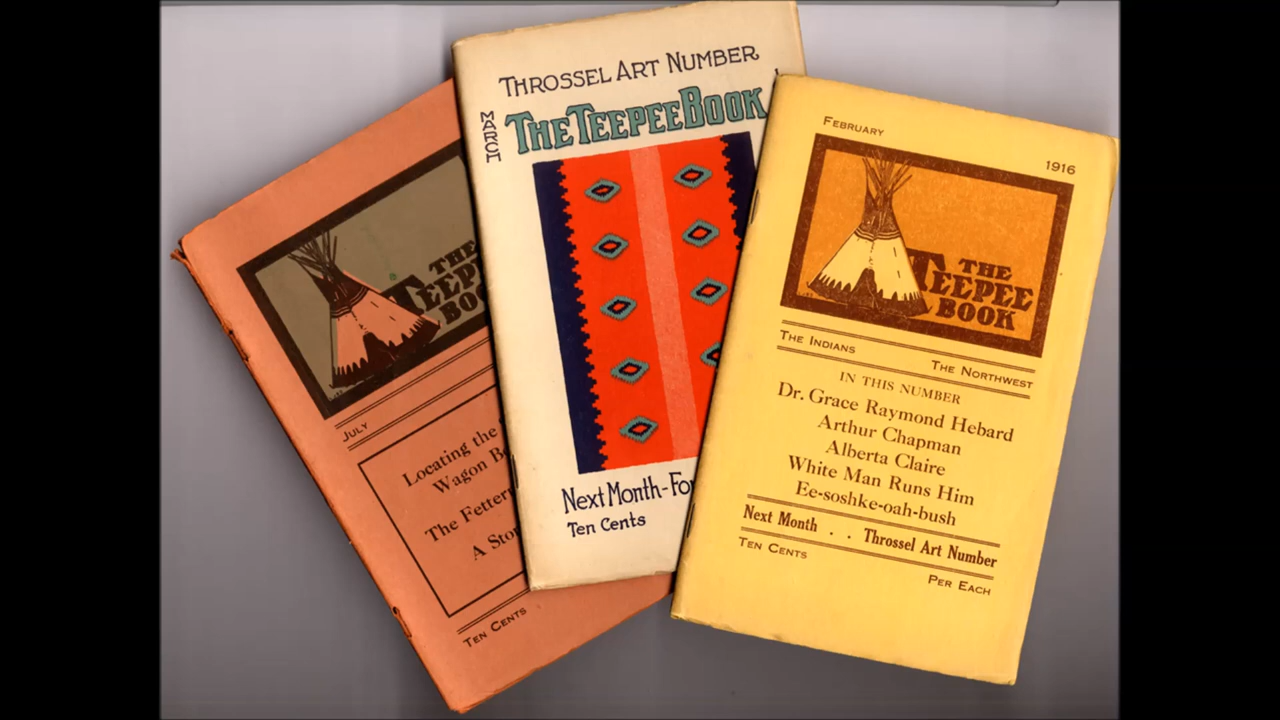 THE
TEEPE
BOO
JULY
Locating the
Wagon B
The Fetter
A Sto
TEN CENTS
THROSSEL ART NUMBER
MARCH
THE TEEPEE BOOK
NEXT MONTH-FO
TEN CENTS
FEBRUARY
1916
THE
TEEPEE
BOOK
THE INDIANS
THE NORTHWEST
IN THIS NUMBER
Dr. Grace Raymond Hebard
Arthur Chapman
Alberta Claire
White Man Runs Him
Ee-soshke-oah-bush
Next Month . . Throssel Art Number
TEN CENTS
PER EACH